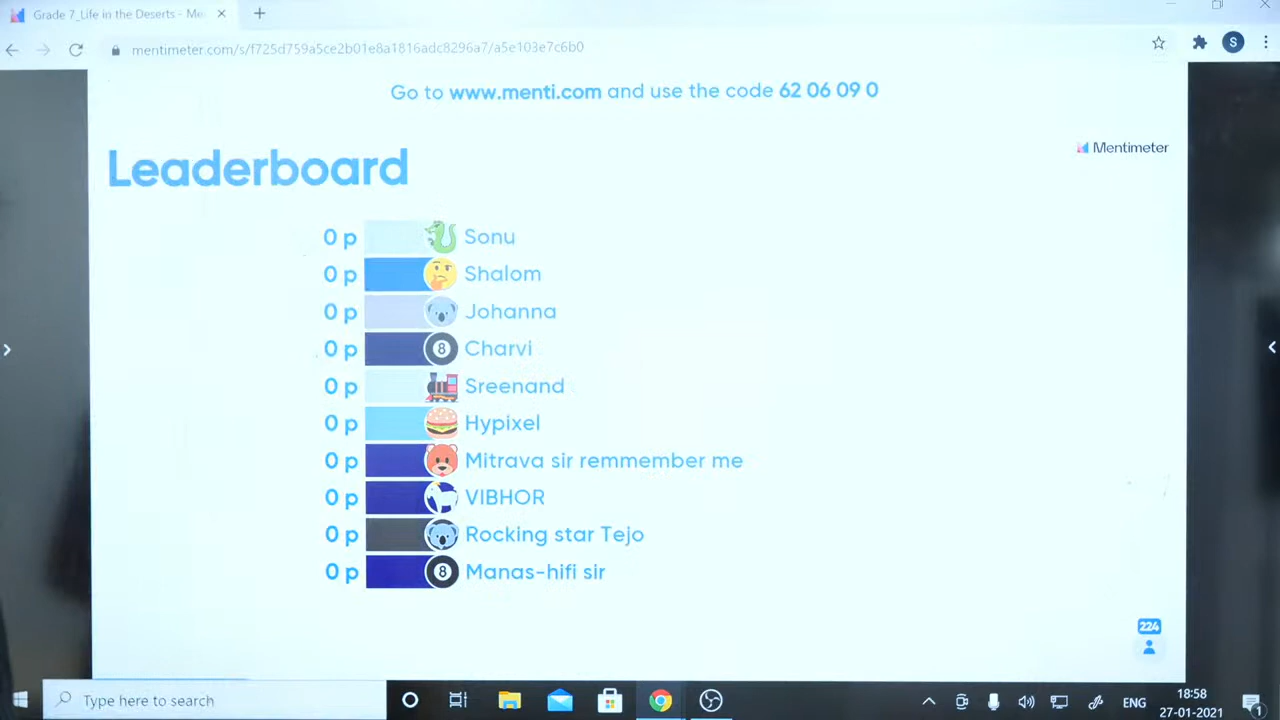 Grade 7_Life in the Deserts - Me
mentimeter.com/s/f725d759a5ce2b01e8a1816adc8296a7/a5e103e7c6b0
S
Go to www.menti.com and use the code 62 06 09 0
Leaderboard
Mentimeter
0 p Sonu
0 p Shalom
0 p Johanna
0 p 8 Charvi
0 p Sreenand
0 p Hypixel
0 p Mitrava sir remmember me
0 p VIBHOR
0 p Rocking star Tejo
0 p 8 Manas-hifi sir
224
Type here to search
ENG
18:58
27-01-2021
1